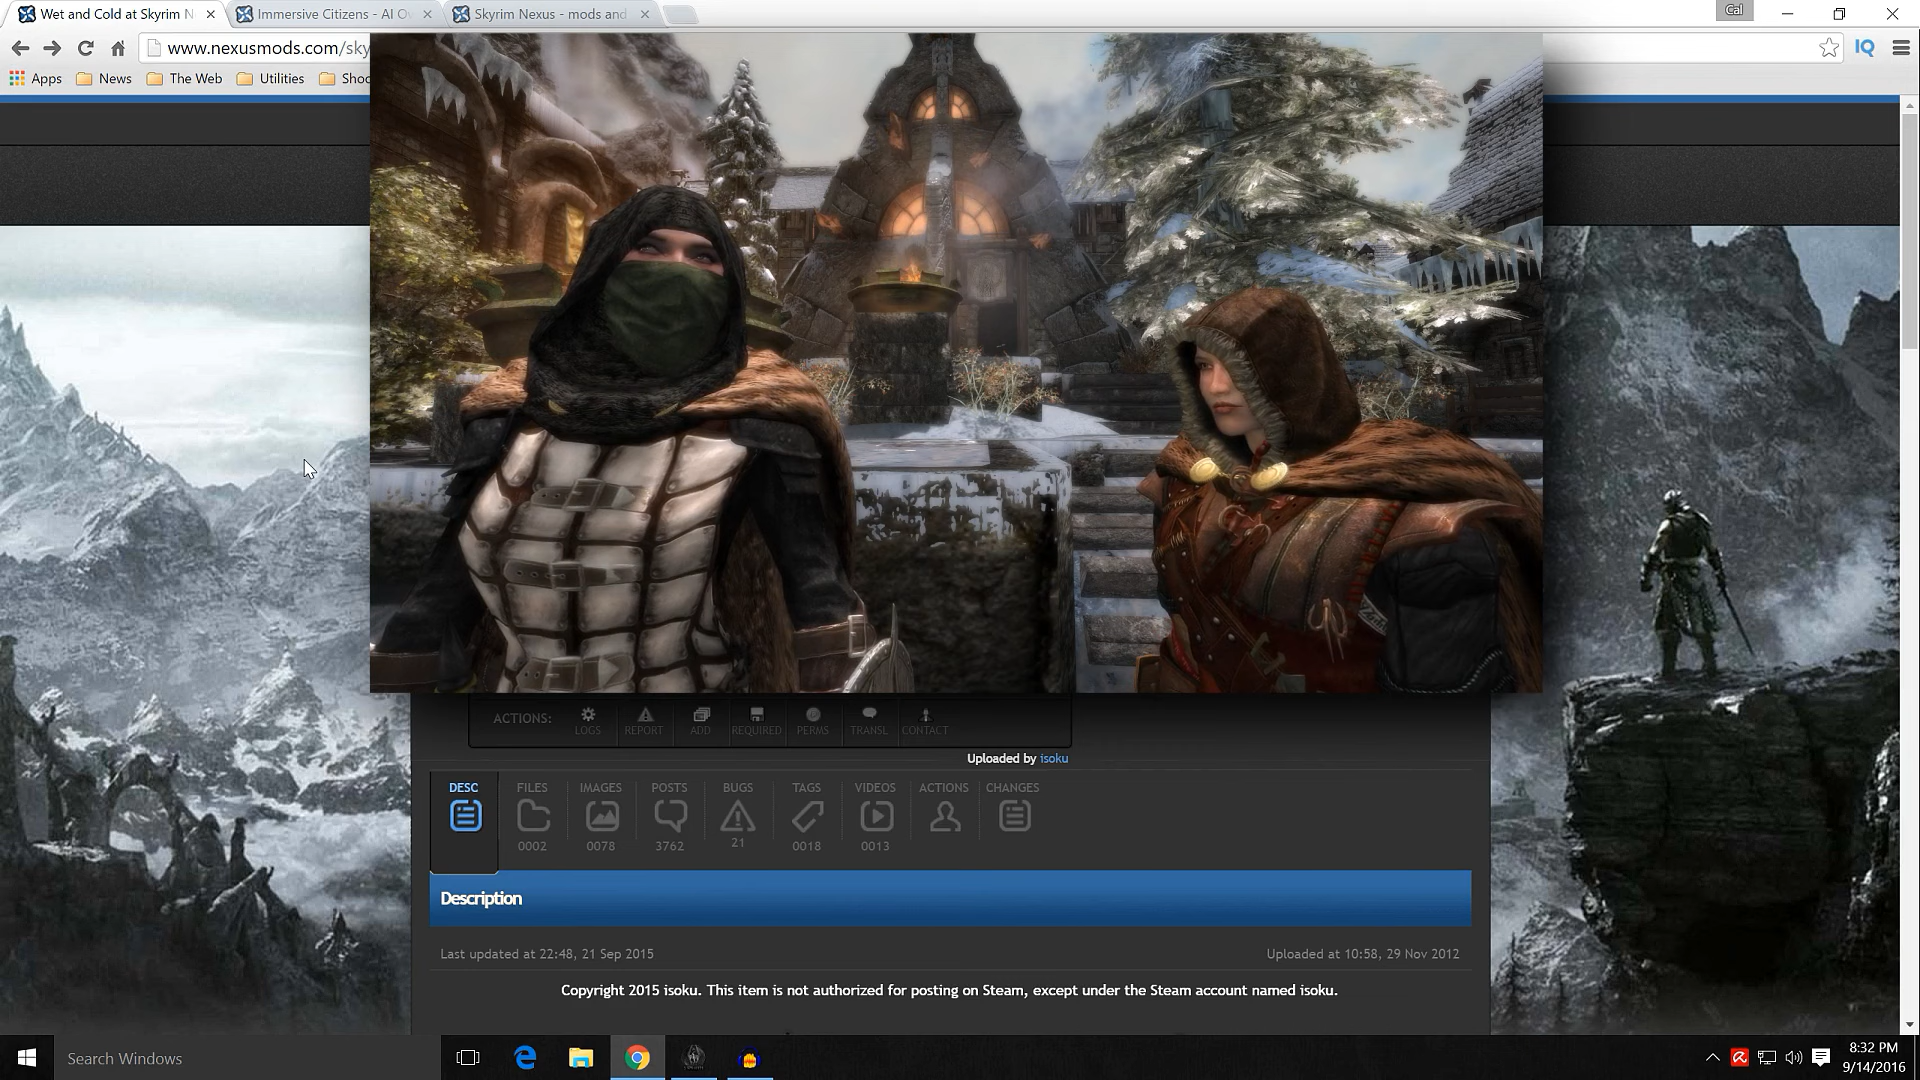 Wet and Cold at Skyrim N
Immersive Citizens - AI Ov
Skyrim Nexus - mods and
Cal
www.nexusmods.com/sky
IQ
Apps
News
The Web
Utilities
Shoo
ACTIONS:
LOGS
REPORT
ADD
REQUIRED
PERMS
TRANSL
CONTACT
Uploaded by isoku
DESC
FILES
IMAGES
POSTS
BUGS
TAGS
VIDEOS
ACTIONS
CHANGES
0002
0078
3762
21
0018
0013
Description
Last updated at 22:48, 21 Sep 2015
Uploaded at 10:58, 29 Nov 2012
Copyright 2015 isoku. This item is not authorized for posting on Steam, except under the Steam account named isoku.
Search Windows
8:32 PM
9/14/2016